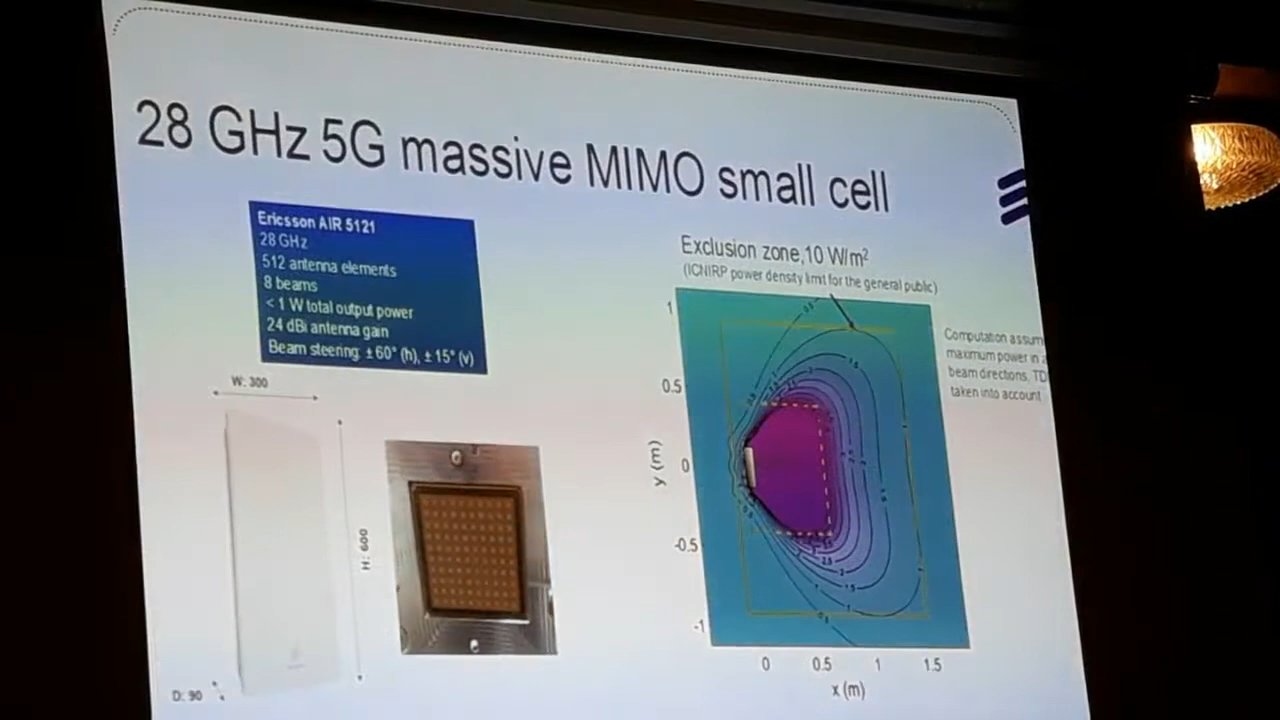 28 GHz 5G massive MIMO small cell
Ericsson AIR 5121
28 GHz
512 antenna elements
8 beams
< 1 W total output power
24 dBi antenna gain
Beam steering: ±60° (h), ±15° (v)
W: 300
H: 600
D: 90
Exclusion zone,10 W/m²
(ICNIRP power density limit for the general public)
Computation assum
maximum power in a
beam directions, TD
taken into account
1
0.5
0
-0.5
-1
y (m)
0
0.5
1
1.5
x (m)